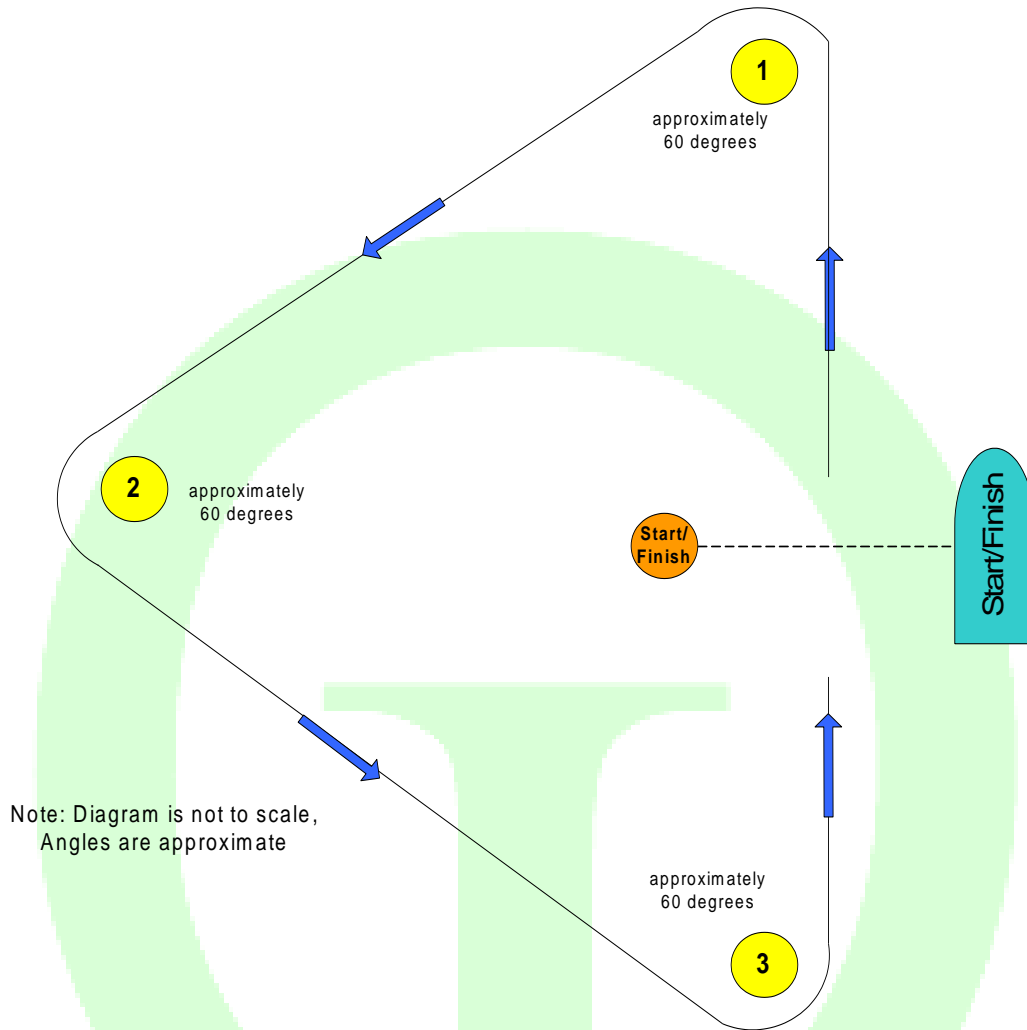 1
approximately
60 degrees
2
approximately
60 degrees
Start/
Finish
Start/Finish
Note: Diagram is not to scale,
Angles are approximate
approximately
60 degrees
3